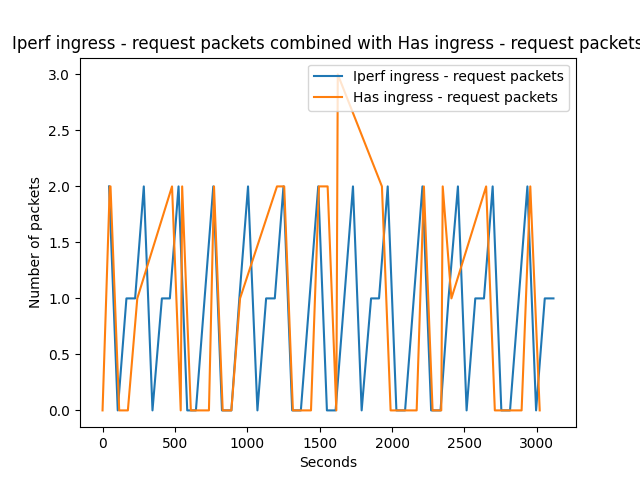 Iperf ingress - request packets combined with Has ingress - request packets
Iperf ingress - request packets
Has ingress - request packets
3.0
2.5
2.0
1.5
1.0
0.5
0.0
Number of packets
0 500 1000 1500 2000 2500 3000
Seconds